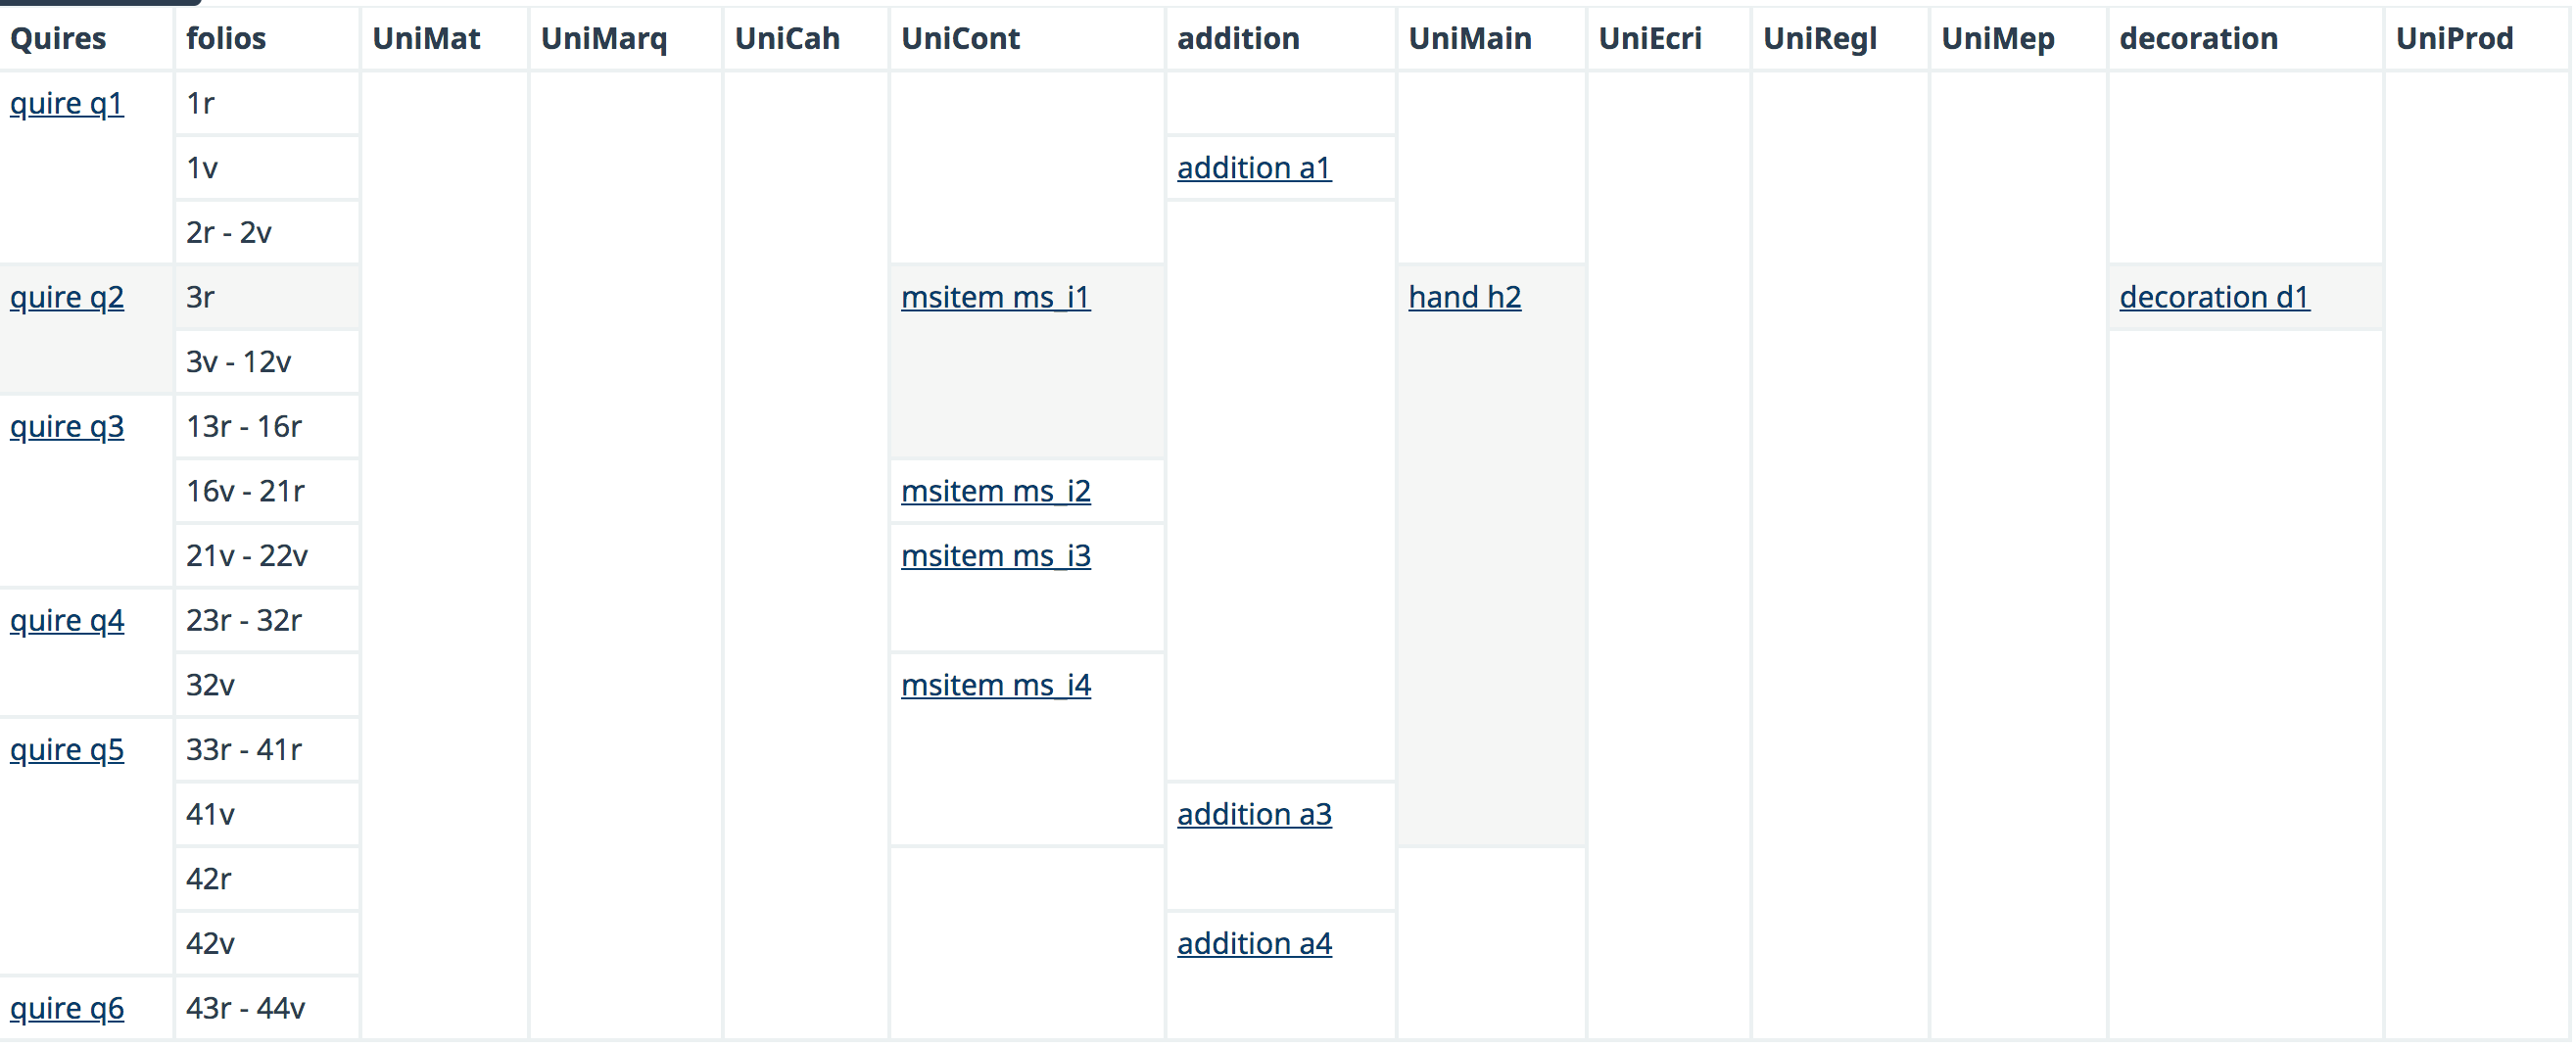 Quires folios UniMat UniMarq UniCah UniCont addition UniMain UniEcri UniRegl UniMep decoration UniProd
quire q1 1r
1v addition a1
2r - 2v
quire q2 3r msitem ms_i1 hand h2 decoration d1
3v - 12v
quire q3 13r - 16r
16v - 21r msitem ms_i2
21v - 22v msitem ms_i3
quire q4 23r - 32r
32v msitem ms_i4
quire q5 33r - 41r
41v addition a3
42r
42v addition a4
quire q6 43r - 44v